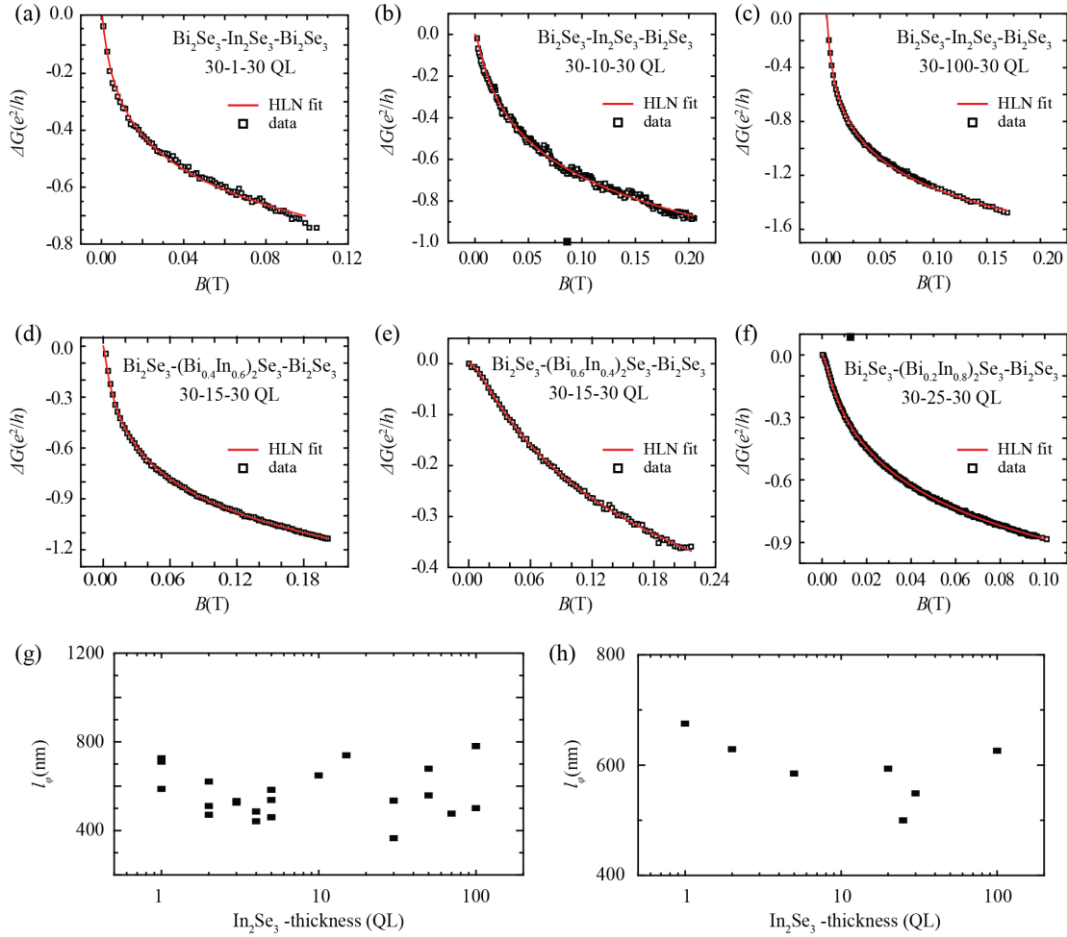 (a)
0.0
-0.2
-0.4
-0.6
-0.8
ΔG(e²/h)
Bi₂Se₃-In₂Se₃-Bi₂Se₃
30-1-30 QL
HLN fit
data
0.00 0.04 0.08 0.12
B(T)
(b)
0.0
-0.2
-0.4
-0.6
-0.8
-1.0
ΔG(e²/h)
Bi₂Se₃-In₂Se₃-Bi₂Se₃
30-10-30 QL
HLN fit
data
0.00 0.05 0.10 0.15 0.20
B(T)
(c)
0.0
-0.4
-0.8
-1.2
-1.6
ΔG(e²/h)
Bi₂Se₃-In₂Se₃-Bi₂Se₃
30-100-30 QL
HLN fit
data
0.00 0.05 0.10 0.15 0.20
B(T)
(d)
0.0
-0.3
-0.6
-0.9
-1.2
ΔG(e²/h)
Bi₂Se₃-(Bi₀.₄In₀.₆)₂Se₃-Bi₂Se₃
30-15-30 QL
HLN fit
data
0.00 0.06 0.12 0.18
B(T)
(e)
0.0
-0.1
-0.2
-0.3
-0.4
ΔG(e²/h)
Bi₂Se₃-(Bi₀.₆In₀.₄)₂Se₃-Bi₂Se₃
30-15-30 QL
HLN fit
data
0.00 0.06 0.12 0.18 0.24
B(T)
(f)
0.0
-0.3
-0.6
-0.9
ΔG(e²/h)
Bi₂Se₃-(Bi₀.₂In₀.₈)₂Se₃-Bi₂Se₃
30-25-30 QL
HLN fit
data
0.00 0.02 0.04 0.06 0.08 0.10
B(T)
(g)
1200
800
400
lφ(nm)
1 10 100
In₂Se₃ -thickness (QL)
(h)
800
600
400
lφ(nm)
1 10 100
In₂Se₃ -thickness (QL)